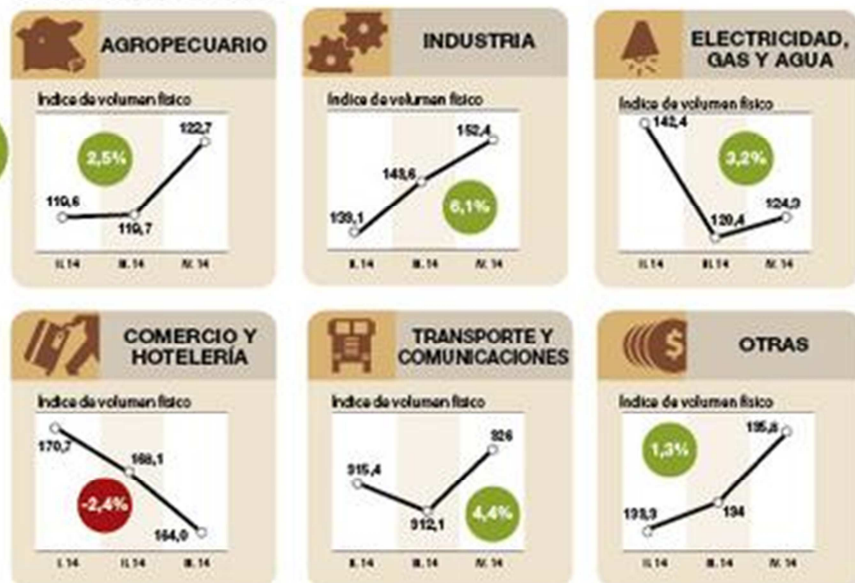 AGROPECUARIO
Índice de volumen físico
2,5%
122,7
119,6
119,7
II. 14 III. 14 IV. 14
INDUSTRIA
Índice de volumen físico
152,4
143,6
139,1
6,1%
II. 14 III. 14 IV. 14
ELECTRICIDAD,
GAS Y AGUA
Índice de volumen físico
142,4
3,2%
120,4
124,3
II. 14 III. 14 IV. 14
COMERCIO Y
HOTELERÍA
Índice de volumen físico
170,7
168,1
-2,4%
164,0
I. 14 II. 14 III. 14
TRANSPORTE Y
COMUNICACIONES
Índice de volumen físico
326
315,4
312,1
4,4%
II. 14 III. 14 IV. 14
$
OTRAS
Índice de volumen físico
1,3%
135,8
133,3
134
II. 14 III. 14 IV. 14